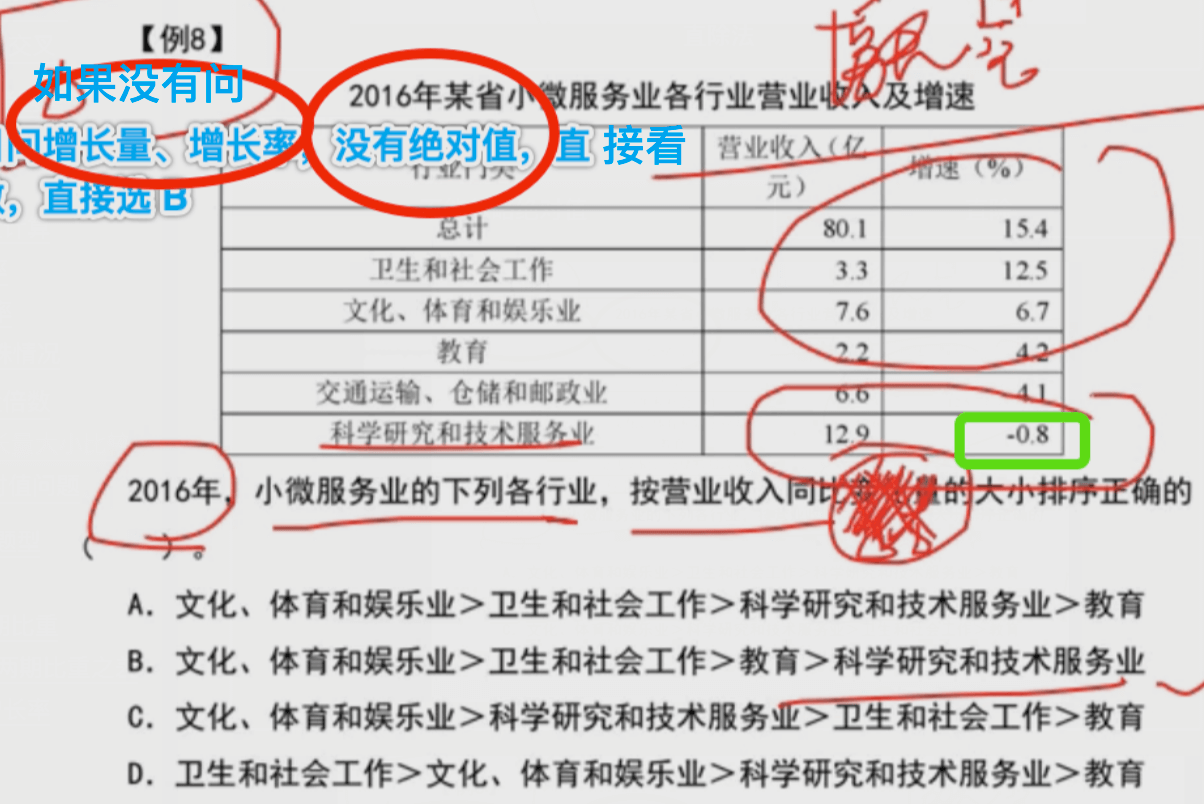 【例8】
如果没有问
问增长量、增长率，没有绝对值，直 接看
，直接选B
2016年某省小微服务业各行业营业收入及增速
行业门类 营业收入（亿元） 增速（%）
总计 80.1 15.4
卫生和社会工作 3.3 12.5
文化、体育和娱乐业 7.6 6.7
教育 2.2 4.2
交通运输、仓储和邮政业 6.6 4.1
科学研究和技术服务业 12.9 -0.8
2016年，小微服务业的下列各行业，按营业收入同比 量的大小排序正确的
（ ）。
A. 文化、体育和娱乐业＞卫生和社会工作＞科学研究和技术服务业＞教育
B. 文化、体育和娱乐业＞卫生和社会工作＞教育＞科学研究和技术服务业
C. 文化、体育和娱乐业＞科学研究和技术服务业＞卫生和社会工作＞教育
D. 卫生和社会工作＞文化、体育和娱乐业＞科学研究和技术服务业＞教育